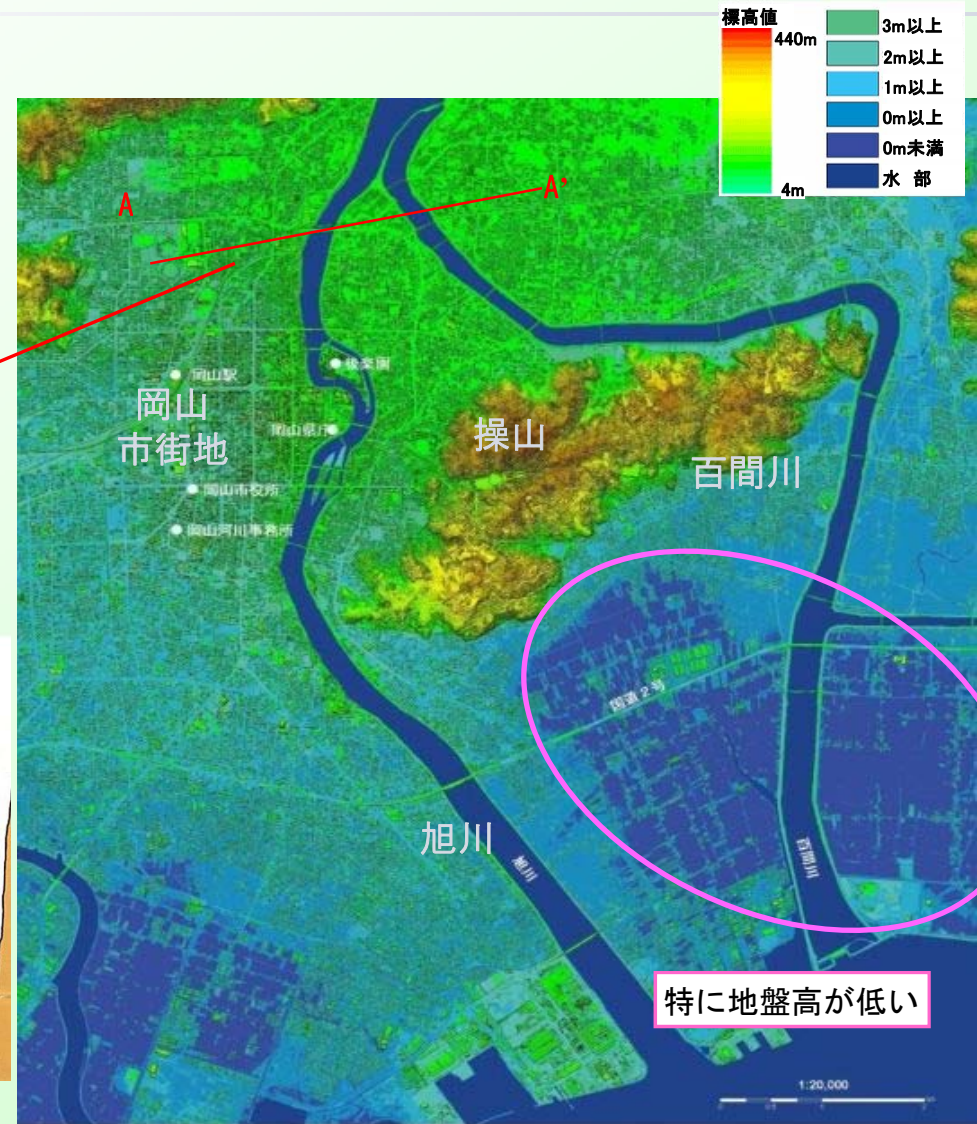 標高値
440m
4m
3m以上
2m以上
1m以上
0m以上
0m未満
水 部
A
A'
後楽園
岡山駅
岡山
市街地
岡山県庁
操山
百間川
岡山市役所
岡山河川事務所
国道2号
旭川
旭川
百間川
特に地盤高が低い
1:20,000